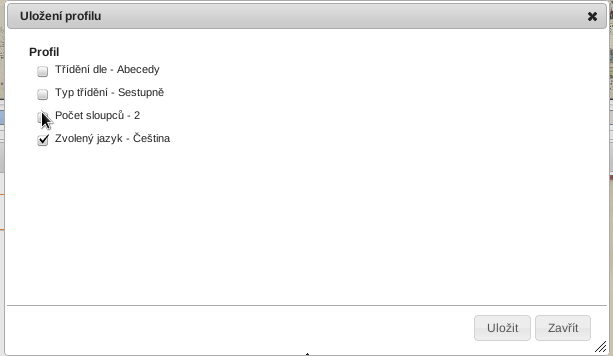 Uložení profilu
Profil
Třídění dle - Abecedy
Typ třídění - Sestupně
Počet sloupců - 2
Zvolený jazyk - Čeština
Uložit
Zavřít